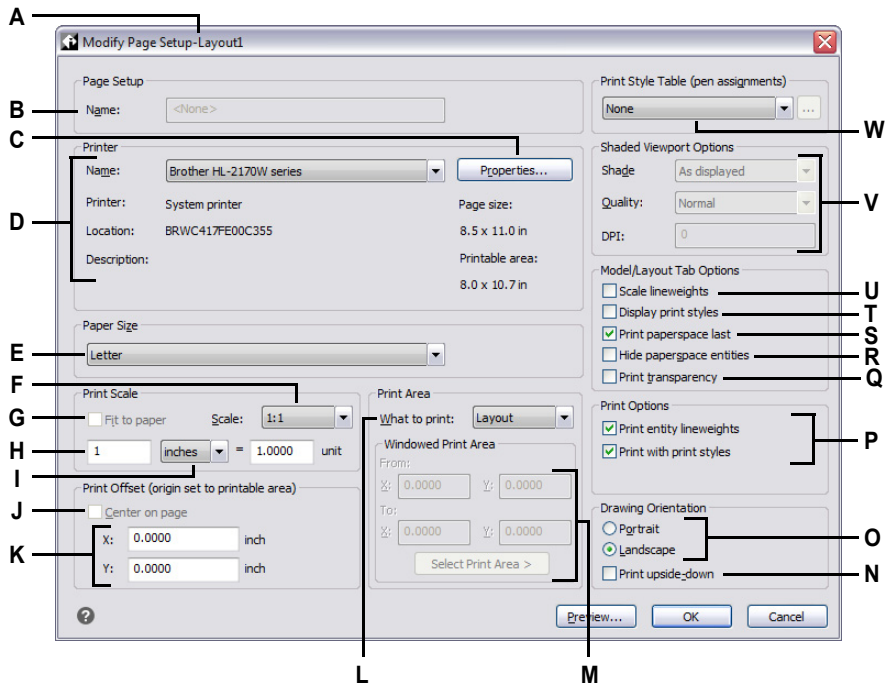 A
Modify Page Setup-Layout1
Page Setup
B
Name: <None>
Print Style Table (pen assignments)
None ...
W
C
Printer
D
Name: Brother HL-2170W series Properties...
Printer: System printer Page size:
Location: BRWC417FE00C355 8.5 x 11.0 in
Description: Printable area:
8.0 x 10.7 in
Shaded Viewport Options
Shade As displayed
Quality: Normal
DPI: 0
V
Model/Layout Tab Options
Scale lineweights U
Display print styles T
Print paperspace last S
Hide paperspace entities R
Print transparency Q
Paper Size
E
Letter
F
Print Scale
G
Fit to paper Scale: 1:1
H
1 inches = 1.0000 unit
I
Print Offset (origin set to printable area)
J
Center on page
K
X: 0.0000 inch
Y: 0.0000 inch
Print Area
What to print: Layout
Windowed Print Area
From:
X: 0.0000 Y: 0.0000
To:
X: 0.0000 Y: 0.0000
Select Print Area >
L
M
Print Options
Print entity lineweights
Print with print styles
P
Drawing Orientation
Portrait
Landscape
O
Print upside-down N
? Preview... OK Cancel